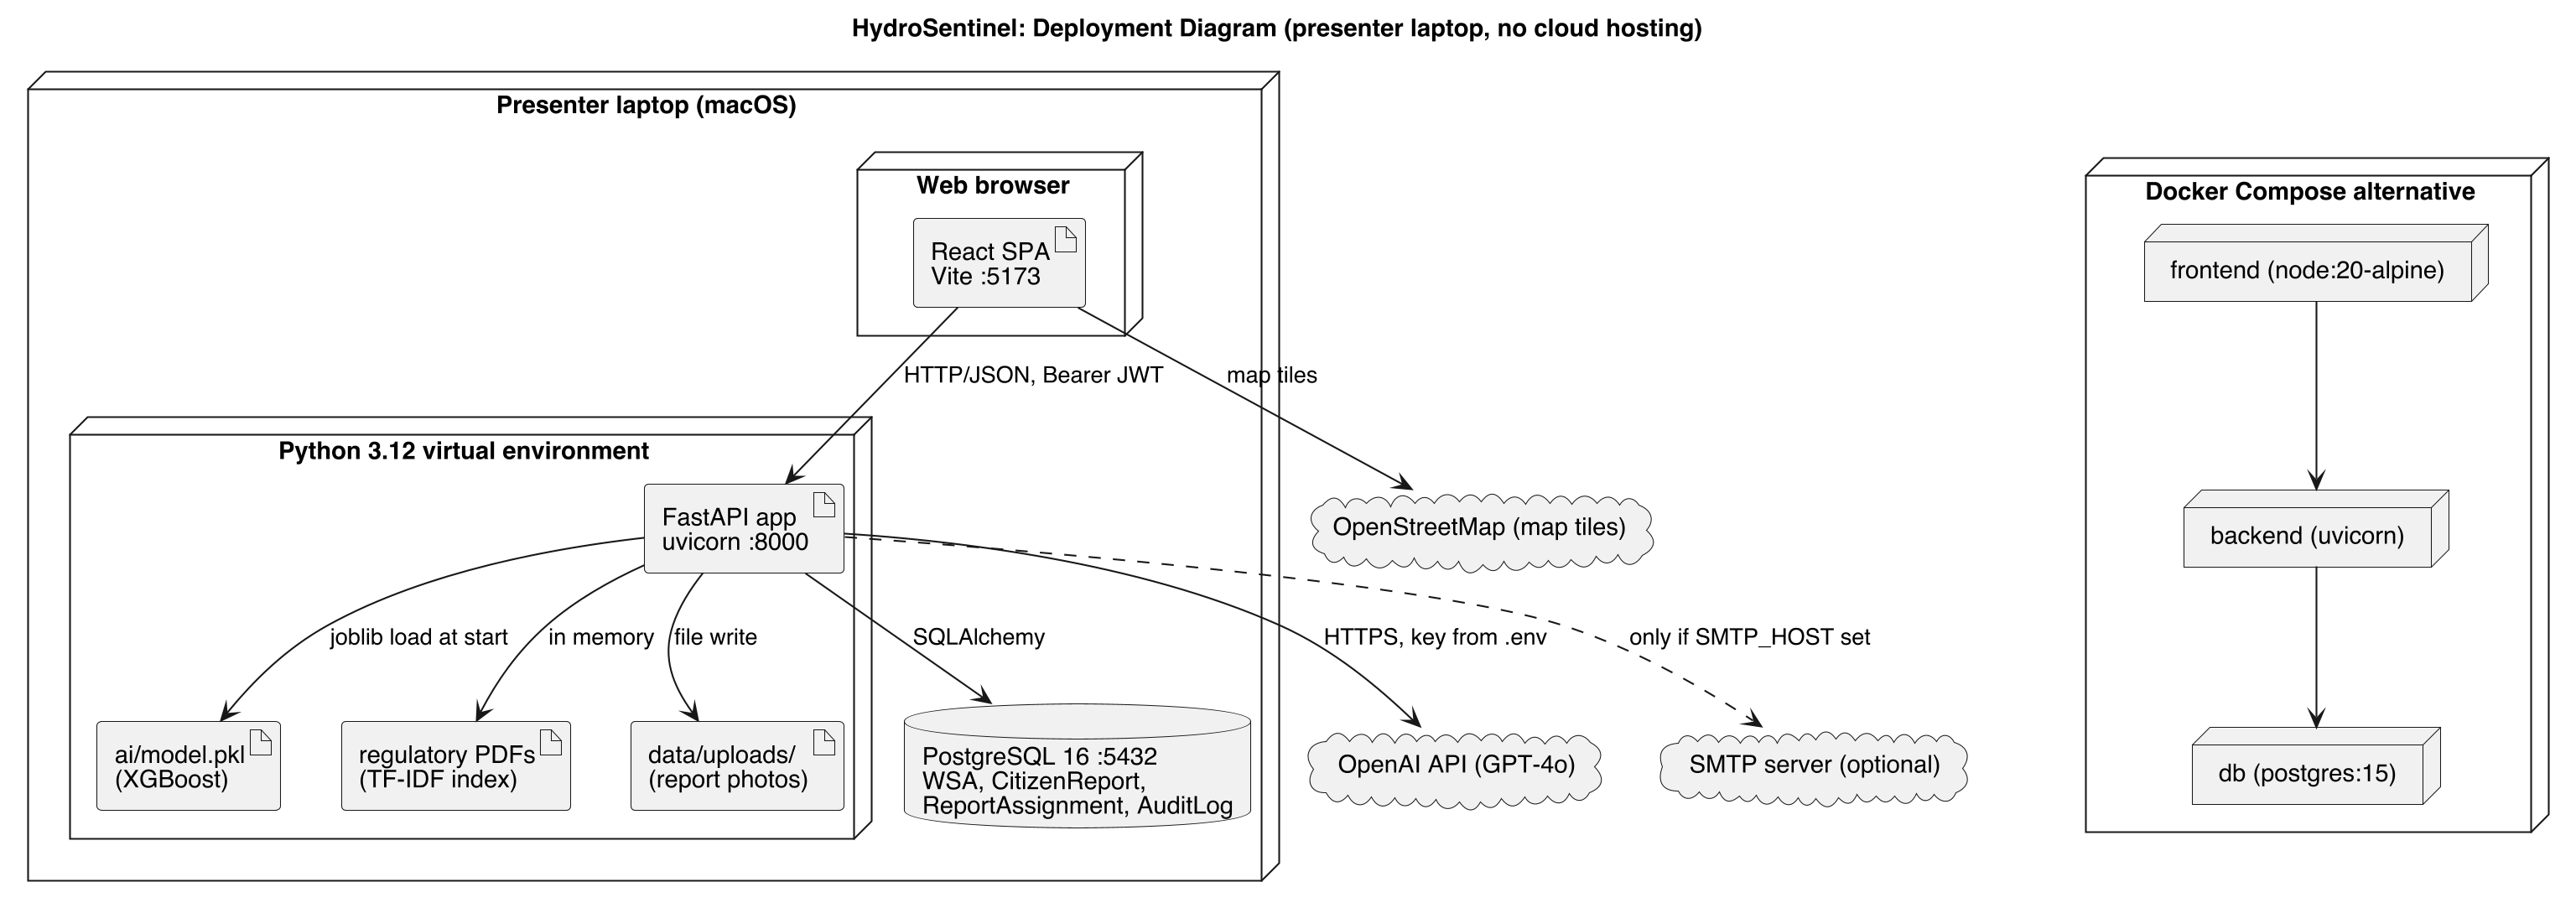 HydroSentinel: Deployment Diagram (presenter laptop, no cloud hosting)
Presenter laptop (macOS)
Web browser
React SPA
Vite :5173
HTTP/JSON, Bearer JWT
map tiles
Python 3.12 virtual environment
FastAPI app
uvicorn :8000
OpenStreetMap (map tiles)
joblib load at start
in memory
file write
SQLAlchemy
HTTPS, key from .env
only if SMTP_HOST set
ai/model.pkl
(XGBoost)
regulatory PDFs
(TF-IDF index)
data/uploads/
(report photos)
PostgreSQL 16 :5432
WSA, CitizenReport,
ReportAssignment, AuditLog
OpenAI API (GPT-4o)
SMTP server (optional)
Docker Compose alternative
frontend (node:20-alpine)
backend (uvicorn)
db (postgres:15)